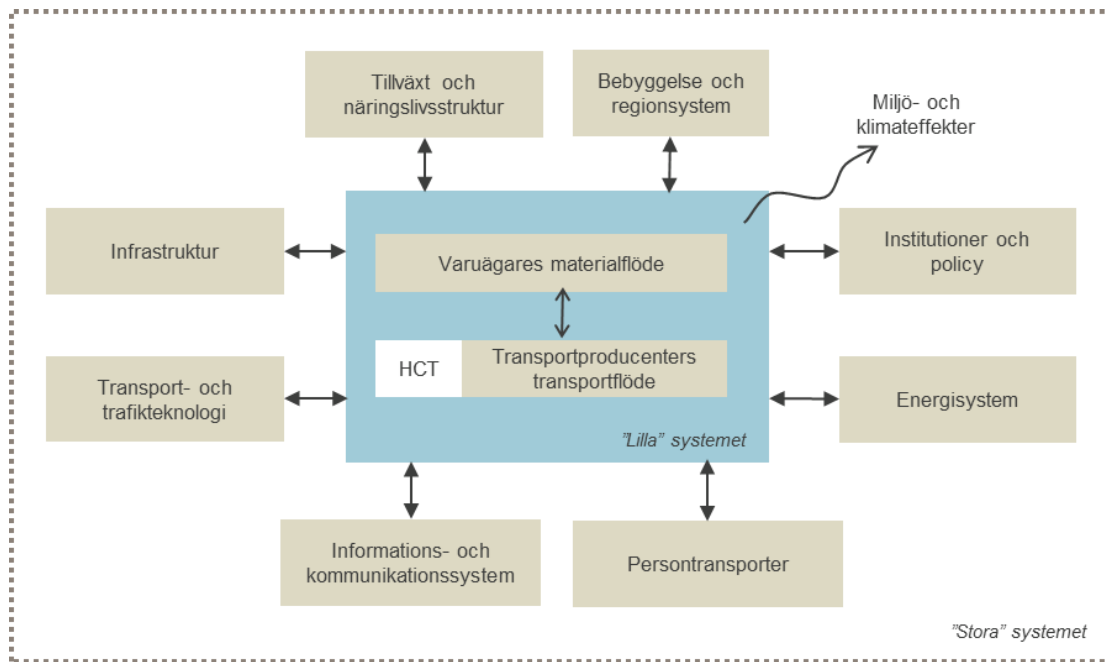 Tillväxt och
näringslivsstruktur
Bebyggelse och
regionsystem
Miljö- och
klimateffekter
Infrastruktur
Varuägares materialflöde
Institutioner och
policy
HCT
Transportproducenters
transportflöde
Transport- och
trafikteknologi
Energisystem
”Lilla” systemet
Informations- och
kommunikationssystem
Persontransporter
”Stora” systemet